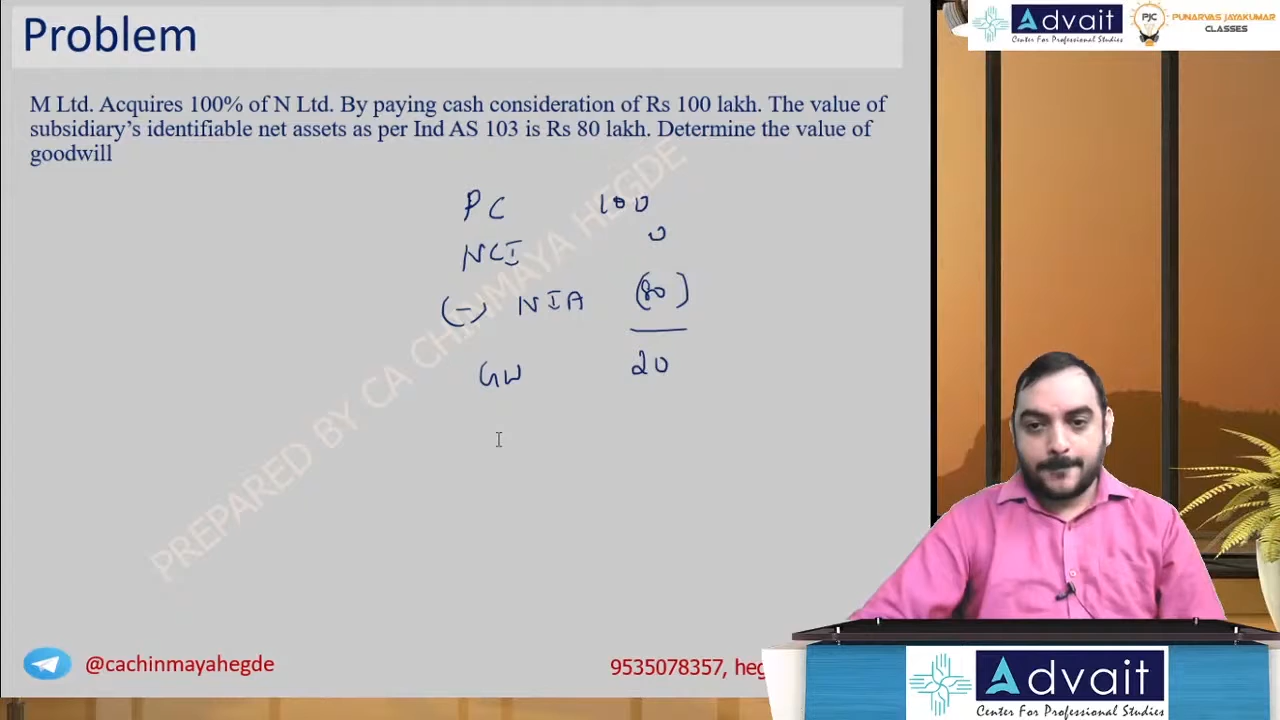 Problem
M Ltd. Acquires 100% of N Ltd. By paying cash consideration of Rs 100 lakh. The value of
subsidiary's identifiable net assets as per Ind AS 103 is Rs 80 lakh. Determine the value of
goodwill
PC 100
NCI 0
(-) NIA (80)
GW 20
PREPARED BY CA CHINMAYA HEGDE
@cachinmayahegde
9535078357, heg
Advait
Center For Professional Studies
PJC
PUNARVAS JAYAKUMAR
CLASSES
Advait
Center For Professional Studies